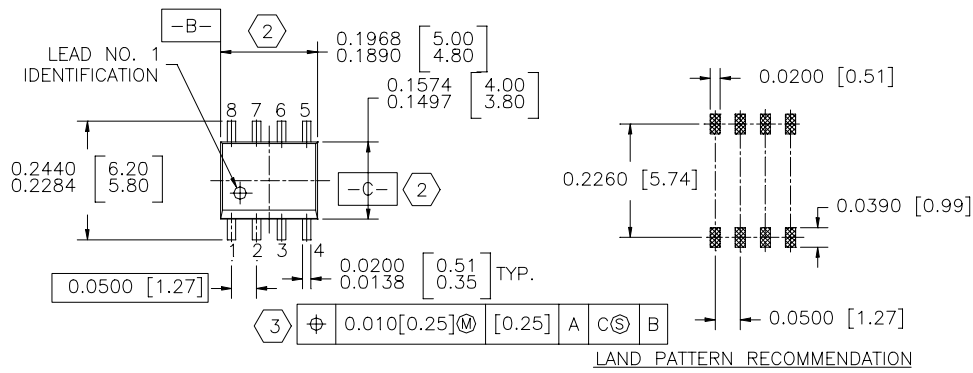 -B-
2
0.1968 [5.00]
0.1890 [4.80]
LEAD NO. 1
IDENTIFICATION
0.1574 [4.00]
0.1497 [3.80]
8 7 6 5
0.2440 [6.20]
0.2284 [5.80]
-C-
2
1 2 3 4
0.0500 [1.27]
0.0200 [0.51]
0.0138 [0.35] TYP.
3
⌖ 0.010[0.25]Ⓜ [0.25] A CⓈ B
0.0200 [0.51]
0.2260 [5.74]
0.0390 [0.99]
0.0500 [1.27]
LAND PATTERN RECOMMENDATION